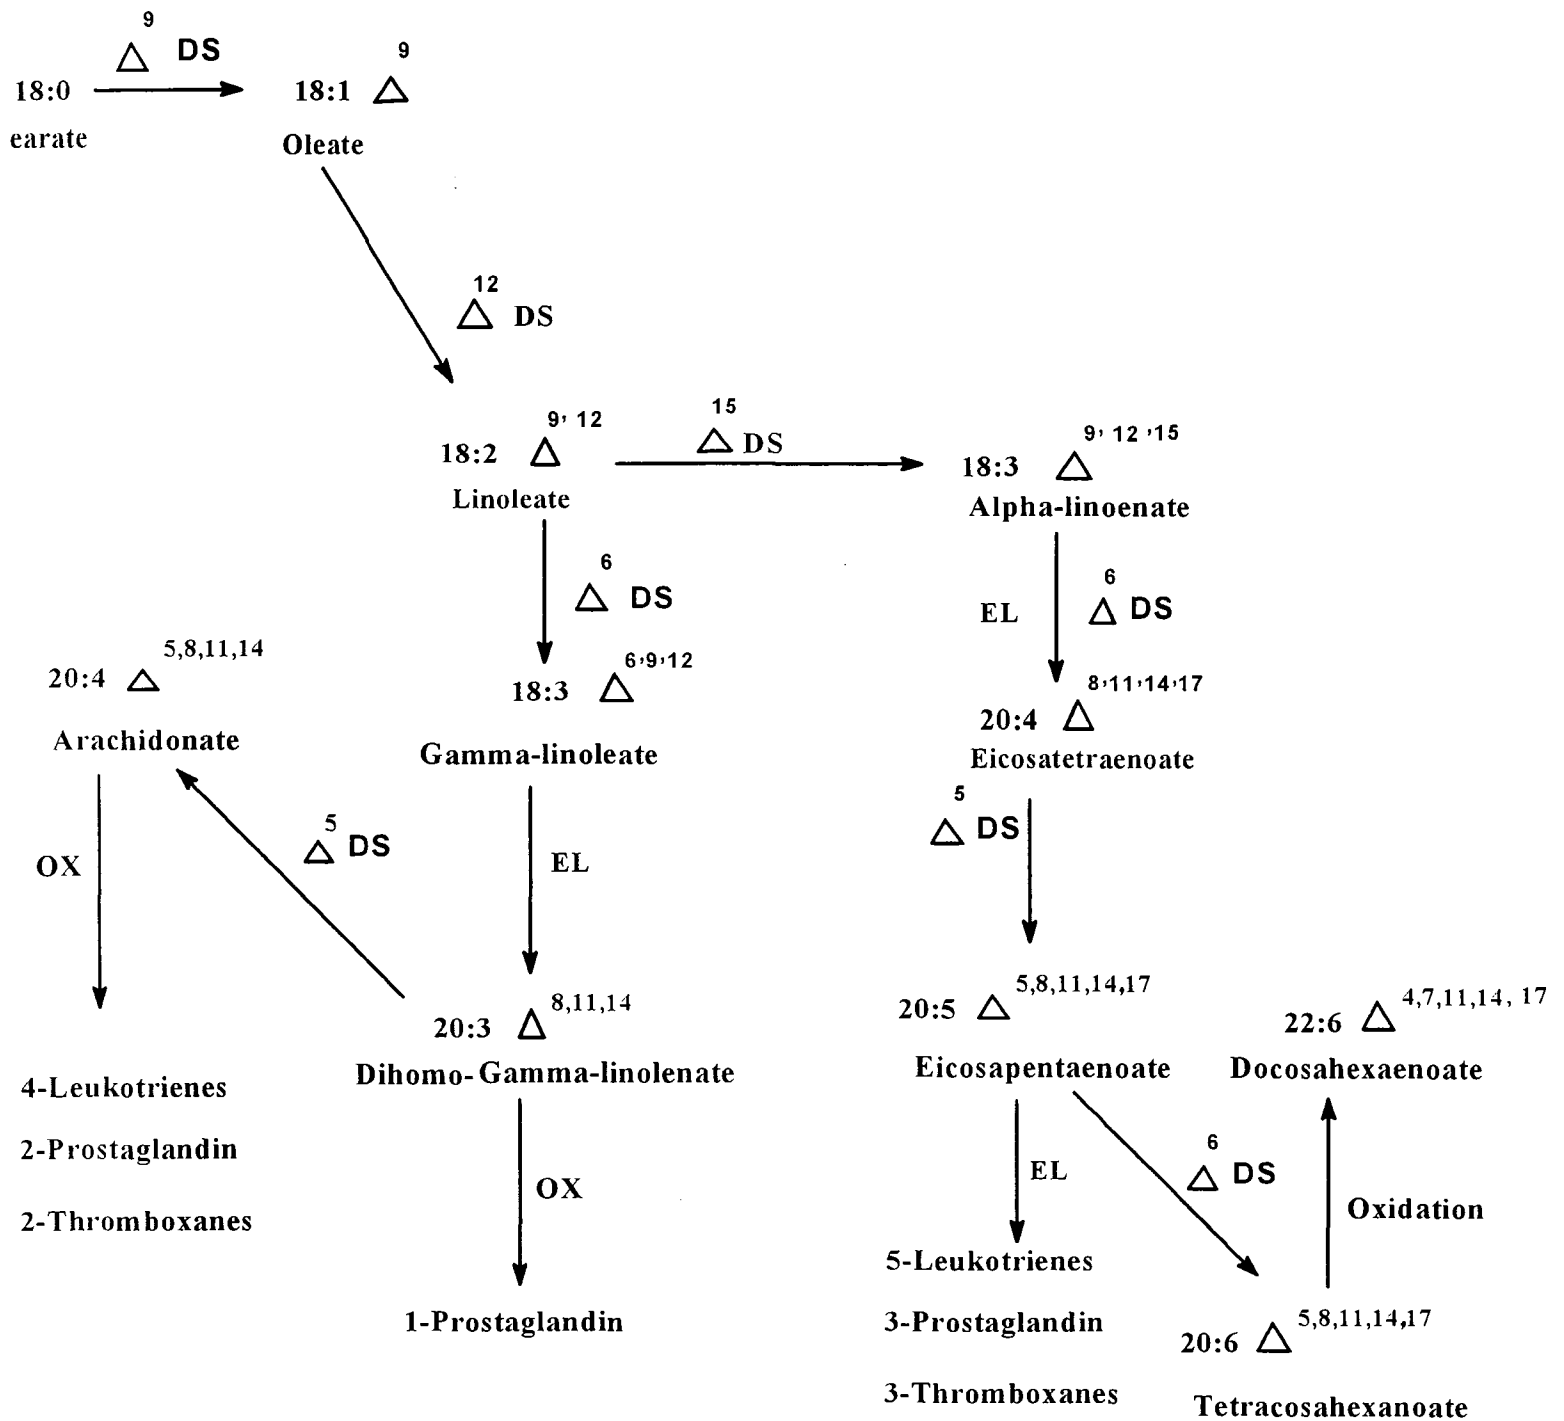 9
△ DS
18:0
earate
9
18:1 △
Oleate
12
△ DS
9, 12
18:2 △
Linoleate
15
△ DS
9, 12 ,15
18:3 △
Alpha-linoenate
6
△ DS
EL
6
△ DS
5,8,11,14
20:4 △
Arachidonate
6,9,12
18:3 △
Gamma-linoleate
8,11,14,17
20:4 △
Eicosatetraenoate
OX
5
△ DS
EL
5
△ DS
8,11,14
20:3 △
Dihomo-Gamma-linolenate
5,8,11,14,17
20:5 △
Eicosapentaenoate
4,7,11,14, 17
22:6 △
Docosahexaenoate
4-Leukotrienes
2-Prostaglandin
2-Thromboxanes
OX
1-Prostaglandin
EL
6
△ DS
Oxidation
5-Leukotrienes
3-Prostaglandin
3-Thromboxanes
5,8,11,14,17
20:6 △
Tetracosahexanoate